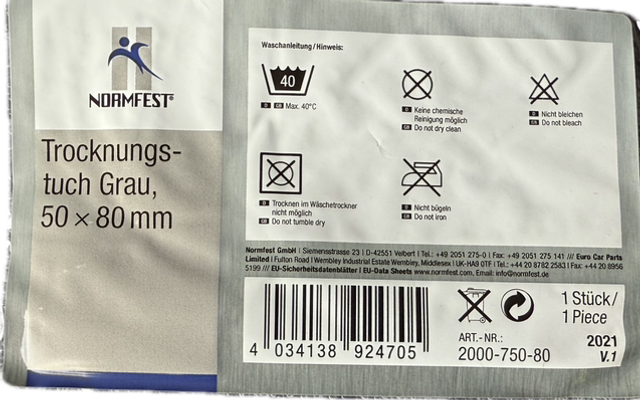 NORMFEST®
Trocknungs-
tuch Grau,
50 × 80 mm
Waschanleitung / Hinweis:
40
D GB Max. 40°C
D Keine chemische
Reinigung möglich
GB Do not dry clean
D Nicht bleichen
GB Do not bleach
D Trocknen im Wäschetrockner
nicht möglich
GB Do not tumble dry
D Nicht bügeln
GB Do not iron
Normfest GmbH | Siemensstrasse 23 | D-42551 Velbert | Tel.: +49 2051 275-0 | Fax: +49 2051 275 141 /// Euro Car Parts
Limited | Fulton Road | Wembley Industrial Estate Wembley, Middlesex | UK-HA9 0TF | Tel.: +44 20 8782 2583 | Fax: +44 20 8956
5199 /// EU-Sicherheitsdatenblätter | EU-Data Sheets www.normfest.com, Email: info@normfest.de
4 034138 924705
ART.-NR.:
2000-750-80
1 Stück /
1 Piece
2021
V.1